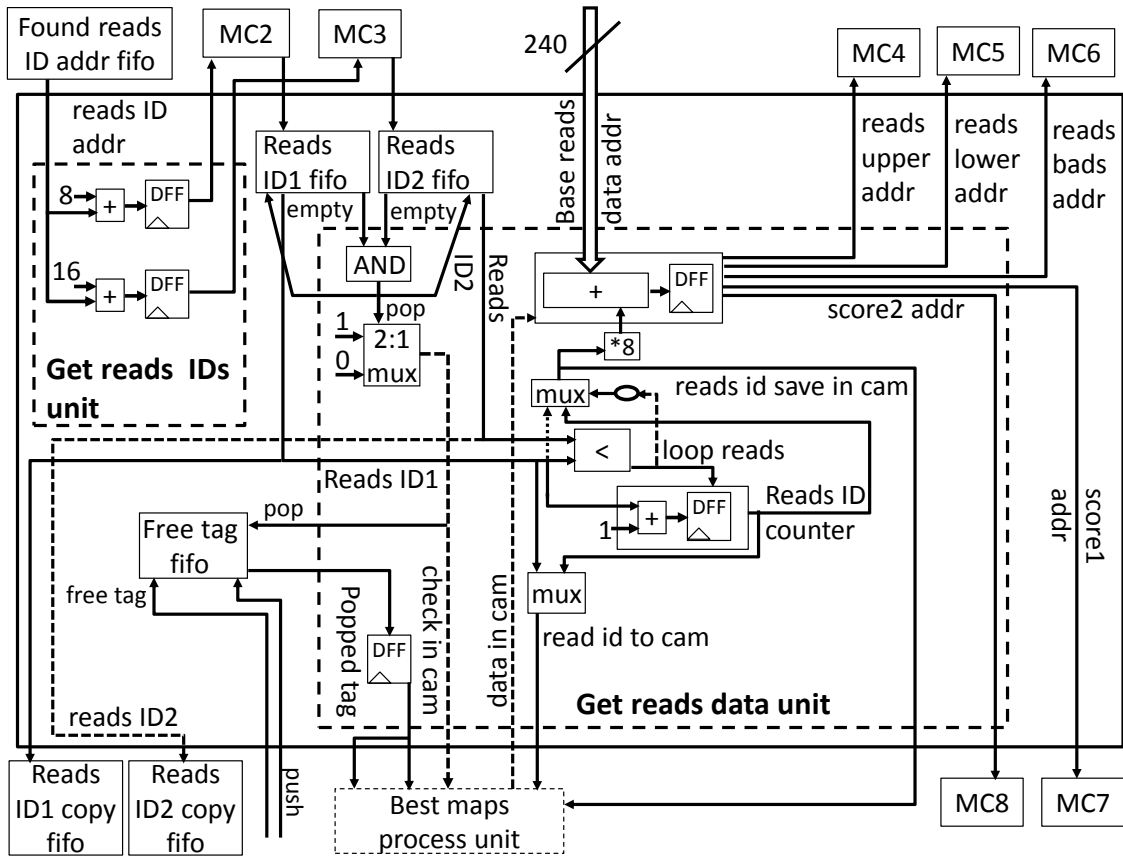 Found reads
ID addr fifo
MC2
MC3
240
MC4
MC5
MC6
reads ID
addr
Reads
ID1 fifo
Reads
ID2 fifo
Base reads
data addr
reads
upper
addr
reads
lower
addr
reads
bads
addr
8
+
DFF
empty
empty
16
+
DFF
AND
Reads
ID2
+
DFF
pop
score2 addr
1
0
2:1
mux
*8
Get reads IDs
unit
mux
reads id save in cam
<
loop reads
Reads ID1
DFF
+
1
Reads ID
counter
score1
addr
pop
Free tag
fifo
mux
free tag
Popped tag
DFF
check in cam
data in cam
read id to cam
Get reads data unit
reads ID2
push
Reads
ID1 copy
fifo
Reads
ID2 copy
fifo
Best maps
process unit
MC8
MC7